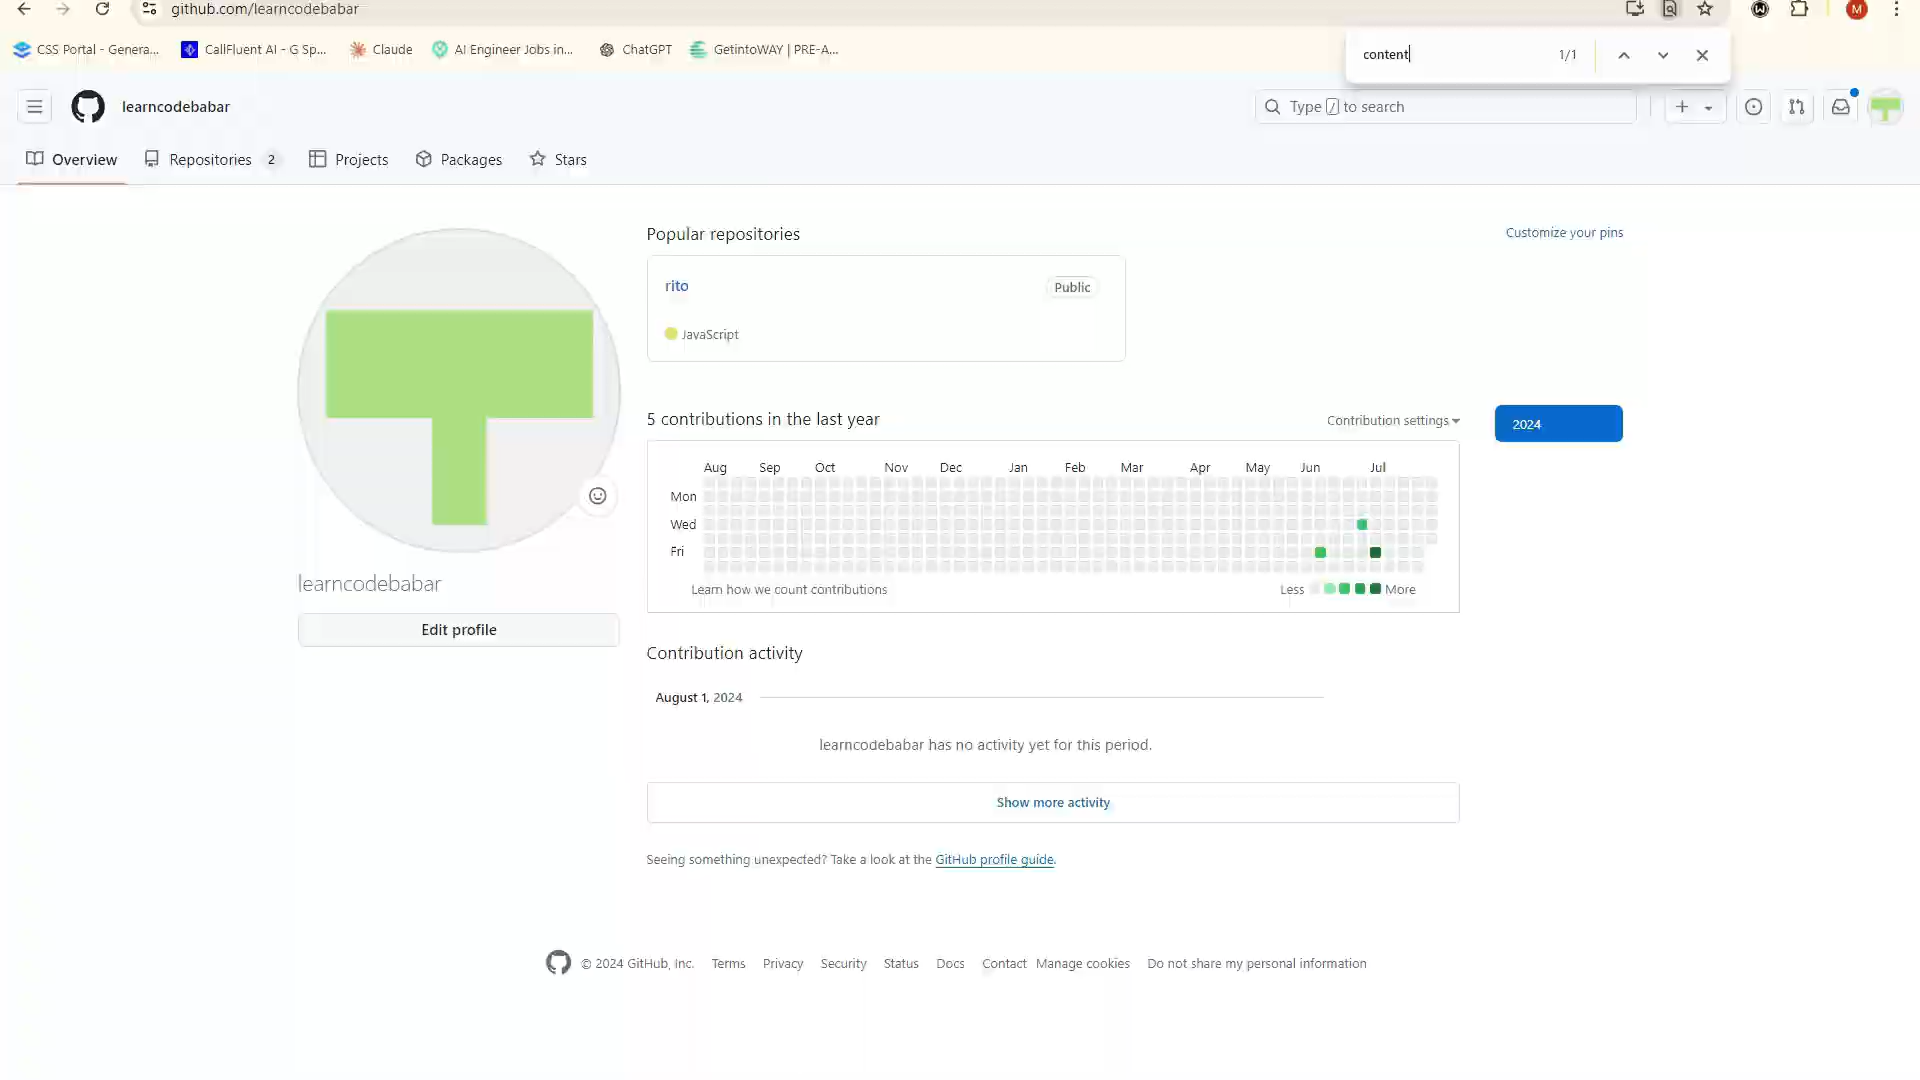 github.com/learncodebabar
CSS Portal - Genera...
CallFluent AI - G Sp...
Claude
AI Engineer Jobs in...
ChatGPT
GetintoWAY | PRE-A...
content
1/1
M
learncodebabar
Type / to search
Overview
Repositories 2
Projects
Packages
Stars
Popular repositories
Customize your pins
rito
Public
JavaScript
5 contributions in the last year
Contribution settings
2024
Aug Sep Oct Nov Dec Jan Feb Mar Apr May Jun Jul
Mon
Wed
Fri
Learn how we count contributions
Less
More
learncodebabar
Edit profile
Contribution activity
August 1, 2024
learncodebabar has no activity yet for this period.
Show more activity
Seeing something unexpected? Take a look at the GitHub profile guide.
© 2024 GitHub, Inc. Terms Privacy Security Status Docs Contact Manage cookies Do not share my personal information